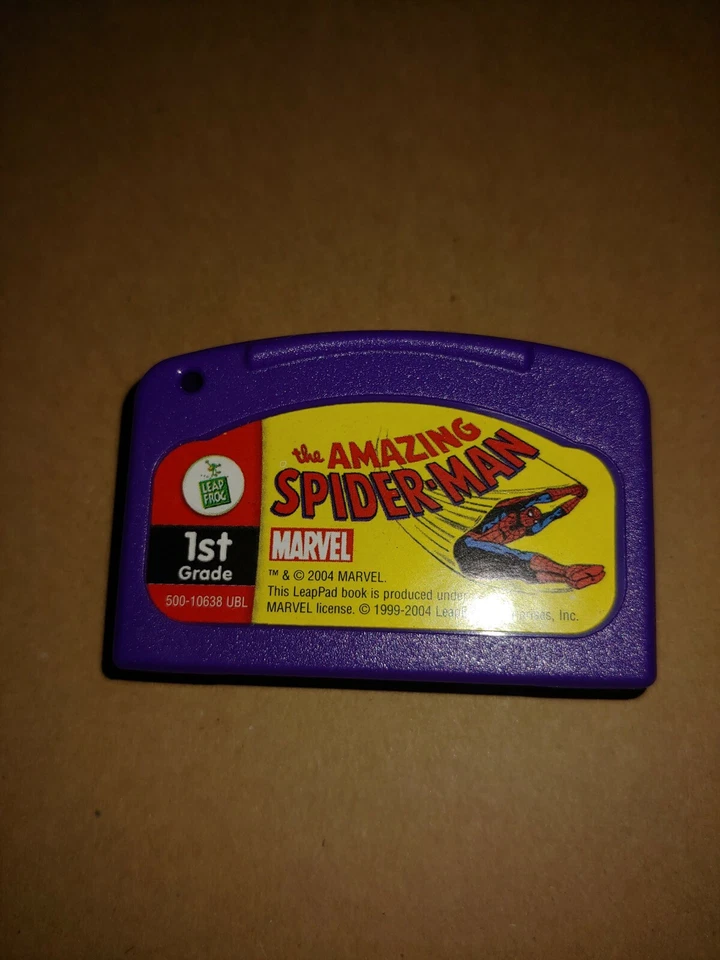 LEAP
FROG
1st
Grade
500-10638 UBL
the AMAZING
SPIDER-MAN
MARVEL
™ & © 2004 MARVEL.
This LeapPad book is produced under
MARVEL license. © 1999-2004 Inc.